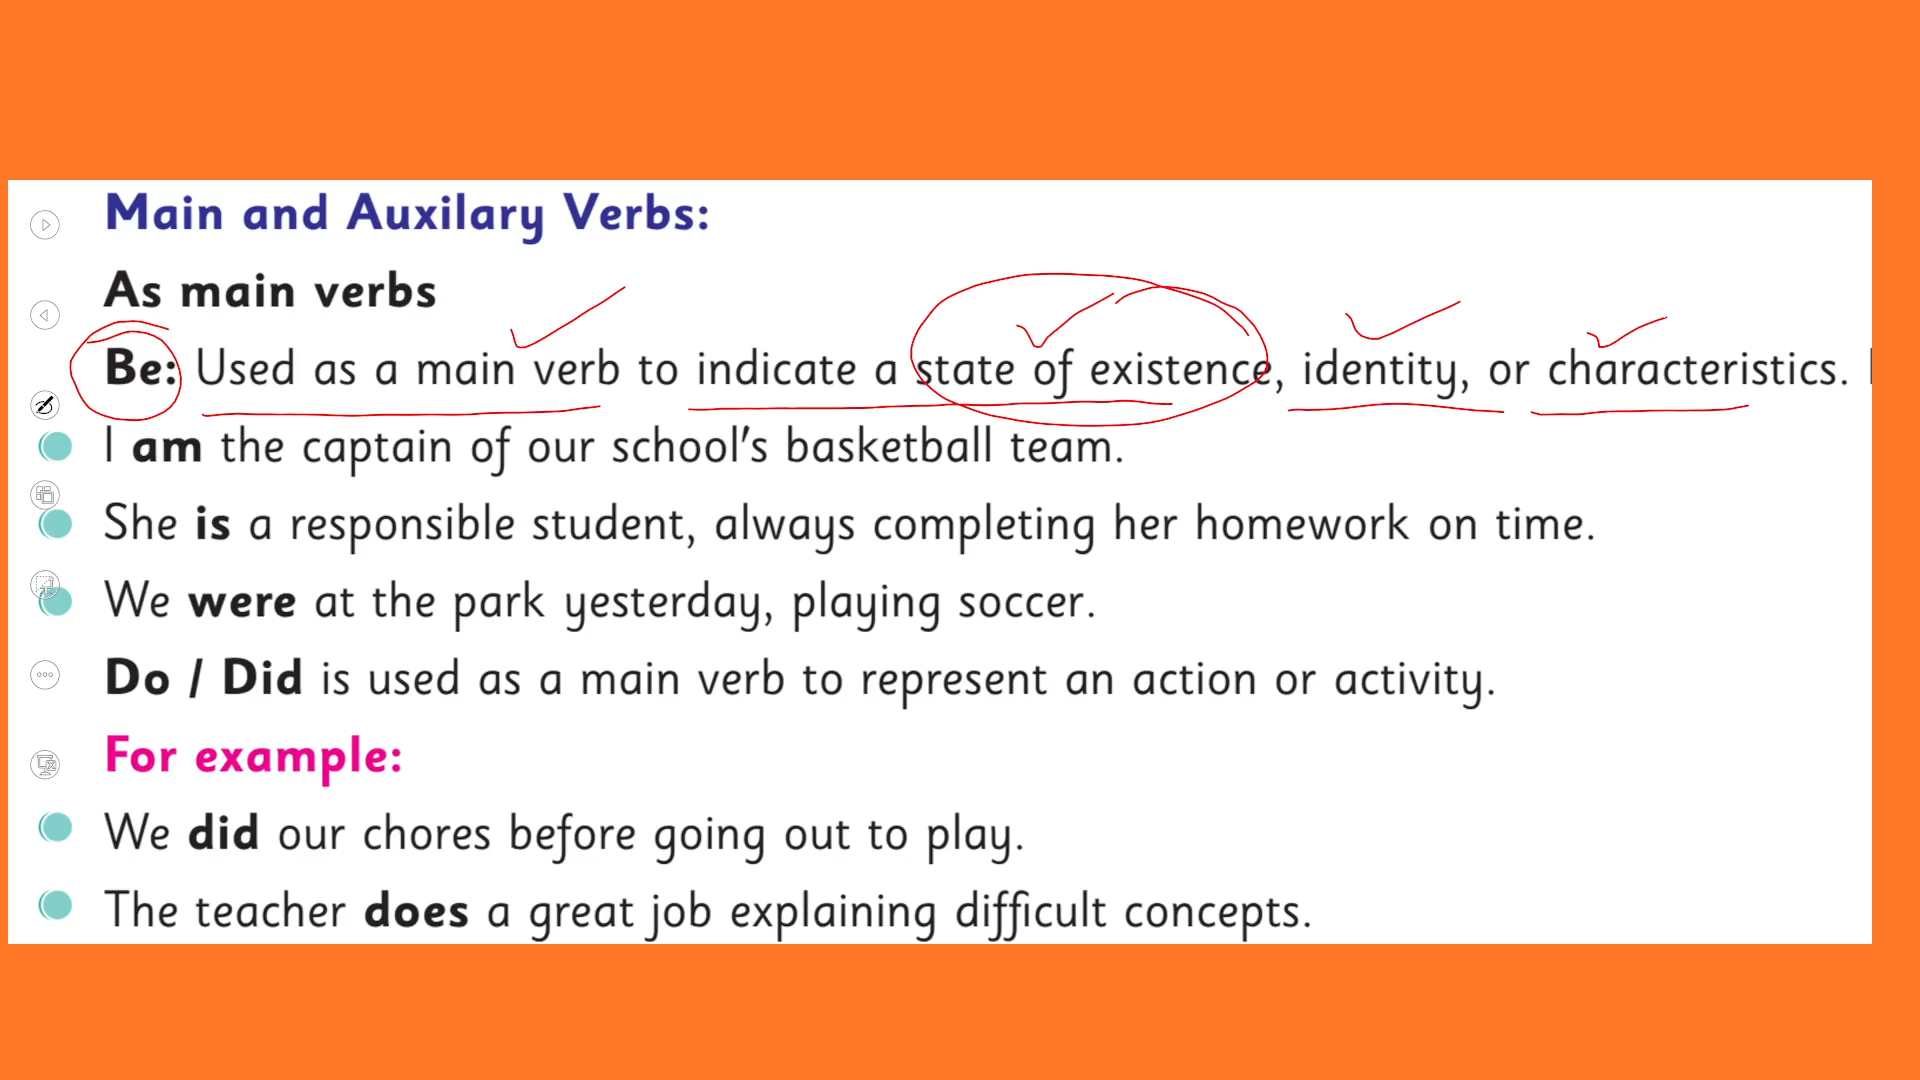 Main and Auxilary Verbs:
As main verbs
Be: Used as a main verb to indicate a state of existence, identity, or characteristics.
I am the captain of our school's basketball team.
She is a responsible student, always completing her homework on time.
We were at the park yesterday, playing soccer.
Do / Did is used as a main verb to represent an action or activity.
For example:
We did our chores before going out to play.
The teacher does a great job explaining difficult concepts.